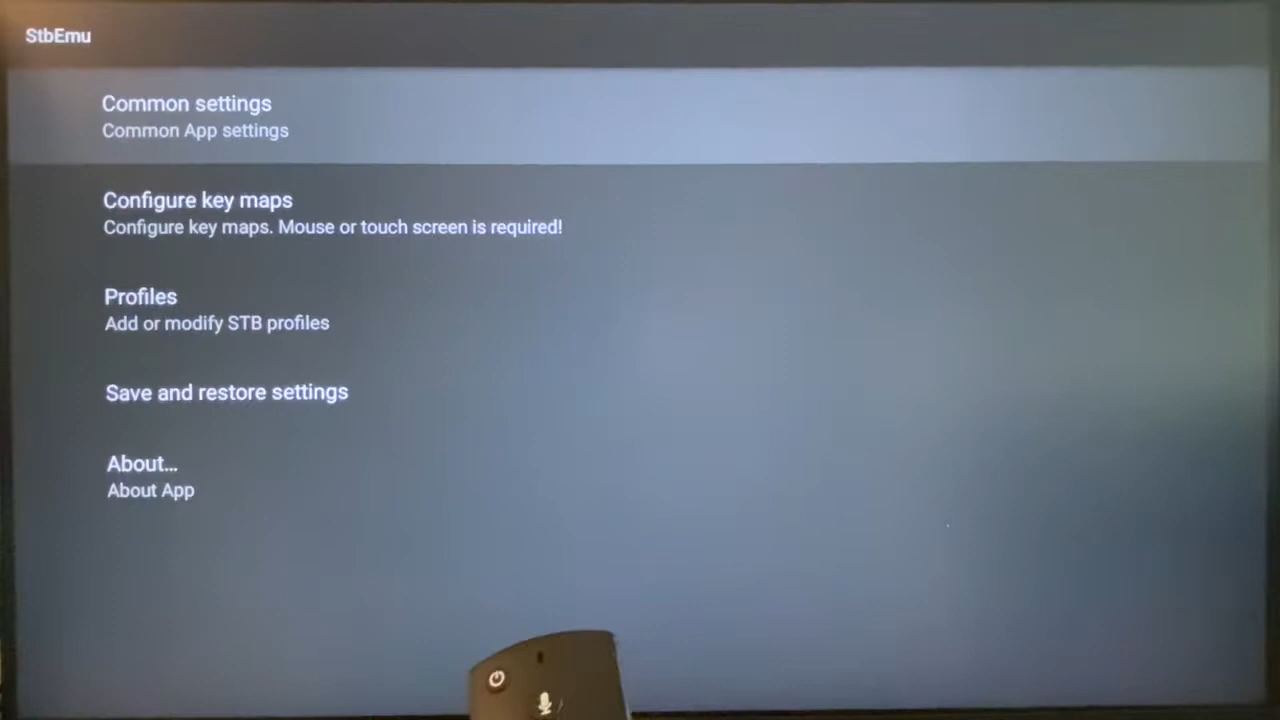 StbEmu
Common settings
Common App settings
Configure key maps
Configure key maps. Mouse or touch screen is required!
Profiles
Add or modify STB profiles
Save and restore settings
About...
About App